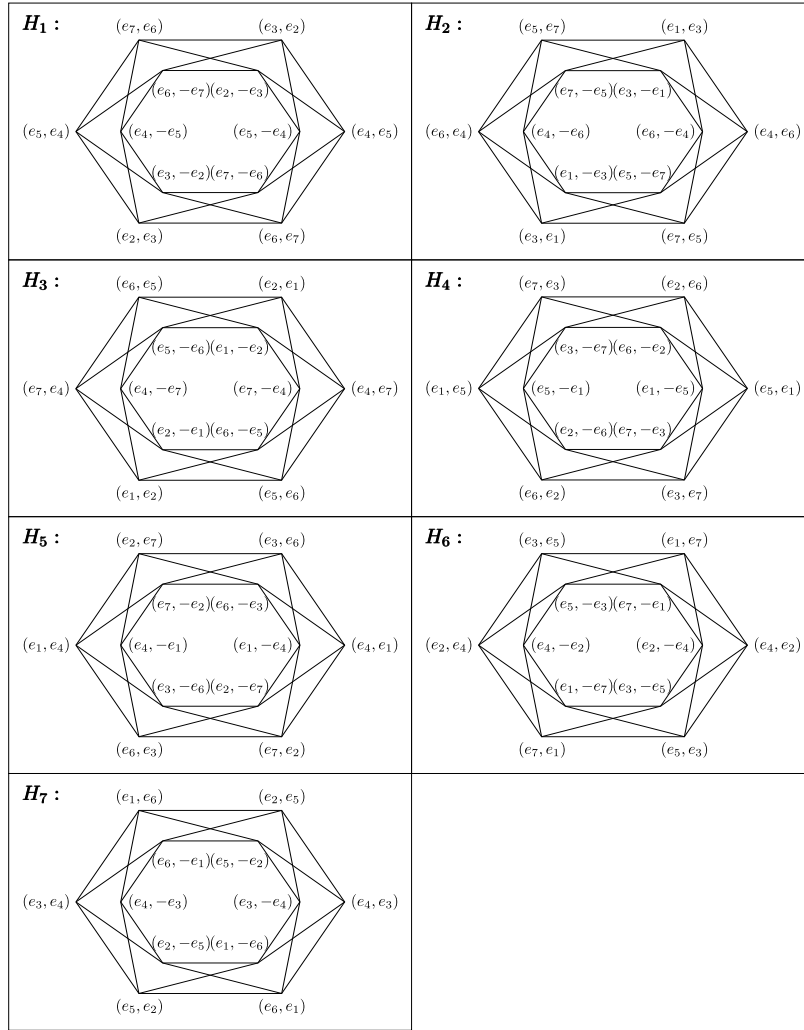 H₁ : (e₇, e₆) (e₃, e₂) H₂ : (e₅, e₇) (e₁, e₃)
(e₆, −e₇)(e₂, −e₃) (e₇, −e₅)(e₃, −e₁)
(e₅, e₄) (e₄, −e₅) (e₅, −e₄) (e₄, e₅) (e₆, e₄) (e₄, −e₆) (e₆, −e₄) (e₄, e₆)
(e₃, −e₂)(e₇, −e₆) (e₁, −e₃)(e₅, −e₇)
(e₂, e₃) (e₆, e₇) (e₃, e₁) (e₇, e₅)
H₃ : (e₆, e₅) (e₂, e₁) H₄ : (e₇, e₃) (e₂, e₆)
(e₅, −e₆)(e₁, −e₂) (e₃, −e₇)(e₆, −e₂)
(e₇, e₄) (e₄, −e₇) (e₇, −e₄) (e₄, e₇) (e₁, e₅) (e₅, −e₁) (e₁, −e₅) (e₅, e₁)
(e₂, −e₁)(e₆, −e₅) (e₂, −e₆)(e₇, −e₃)
(e₁, e₂) (e₅, e₆) (e₆, e₂) (e₃, e₇)
H₅ : (e₂, e₇) (e₃, e₆) H₆ : (e₃, e₅) (e₁, e₇)
(e₇, −e₂)(e₆, −e₃) (e₅, −e₃)(e₇, −e₁)
(e₁, e₄) (e₄, −e₁) (e₁, −e₄) (e₄, e₁) (e₂, e₄) (e₄, −e₂) (e₂, −e₄) (e₄, e₂)
(e₃, −e₆)(e₂, −e₇) (e₁, −e₇)(e₃, −e₅)
(e₆, e₃) (e₇, e₂) (e₇, e₁) (e₅, e₃)
H₇ : (e₁, e₆) (e₂, e₅)
(e₆, −e₁)(e₅, −e₂)
(e₃, e₄) (e₄, −e₃) (e₃, −e₄) (e₄, e₃)
(e₂, −e₅)(e₁, −e₆)
(e₅, e₂) (e₆, e₁)